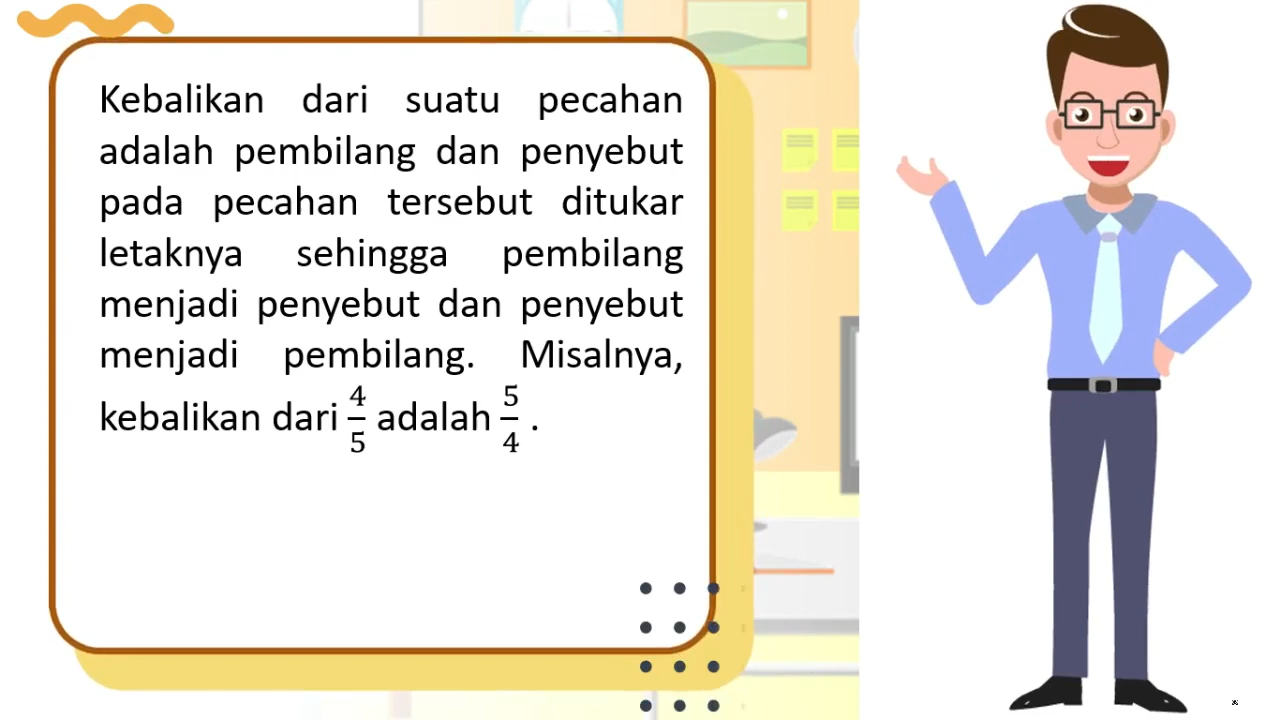 Kebalikan dari suatu pecahan
adalah pembilang dan penyebut
pada pecahan tersebut ditukar
letaknya sehingga pembilang
menjadi penyebut dan penyebut
menjadi pembilang. Misalnya,
kebalikan dari 4/5 adalah 5/4 .